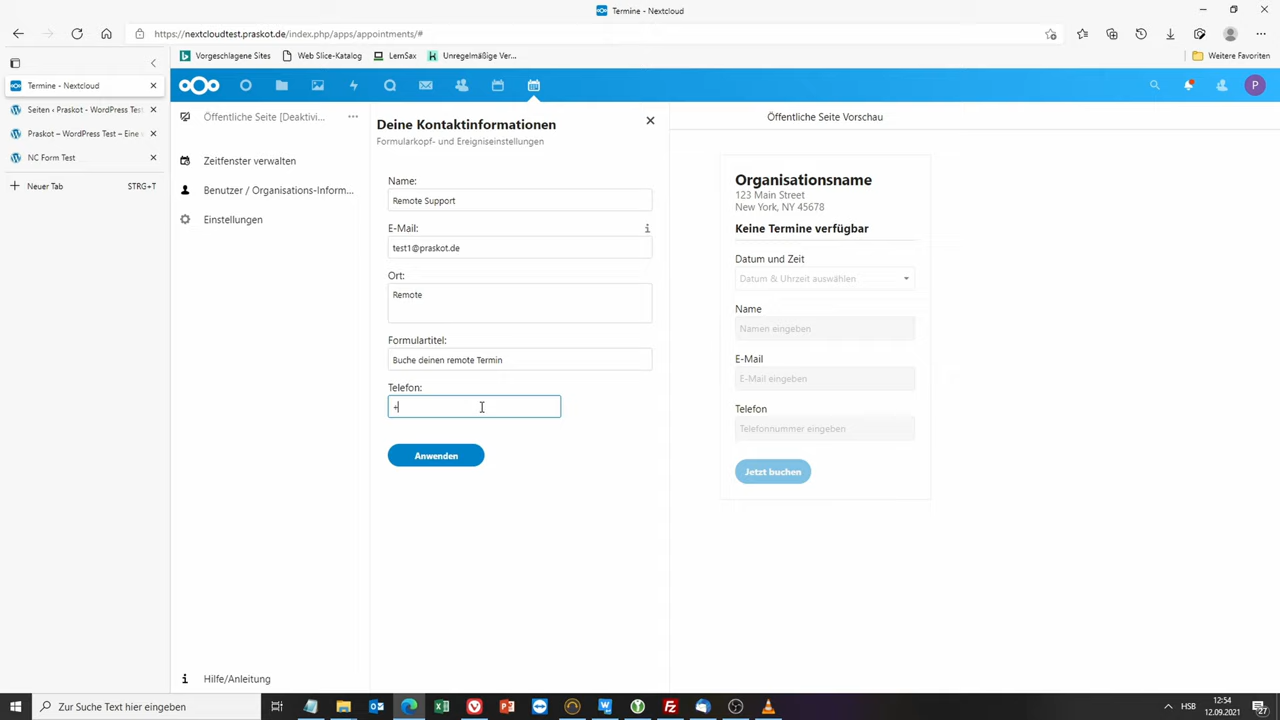 Termine - Nextcloud
https://nextcloudtest.praskot.de/index.php/apps/appointments/#
Vorgeschlagene Sites
Web Slice-Katalog
LernSax
Unregelmäßige Ver...
Weitere Favoriten
Termine - Nextcloud
Seiten ‹ Praskot - WordPress Test
Praskot – WordPress Test – Eine
NC Form Test
Neuer Tab
STRG+T
P
Öffentliche Seite [Deaktivi...
Zeitfenster verwalten
Benutzer / Organisations-Inform...
Einstellungen
Hilfe/Anleitung
Deine Kontaktinformationen
Formularkopf- und Ereigniseinstellungen
Name:
Remote Support
E-Mail:
test1@praskot.de
Ort:
Remote
Formulartitel:
Buche deinen remote Termin
Telefon:
+
Anwenden
Öffentliche Seite Vorschau
Organisationsname
123 Main Street
New York, NY 45678
Keine Termine verfügbar
Datum und Zeit
Datum & Uhrzeit auswählen
Name
Namen eingeben
E-Mail
E-Mail eingeben
Telefon
Telefonnummer eingeben
Jetzt buchen
Zur Suche Text hier eingeben
HSB
12:54
12.09.2021
27